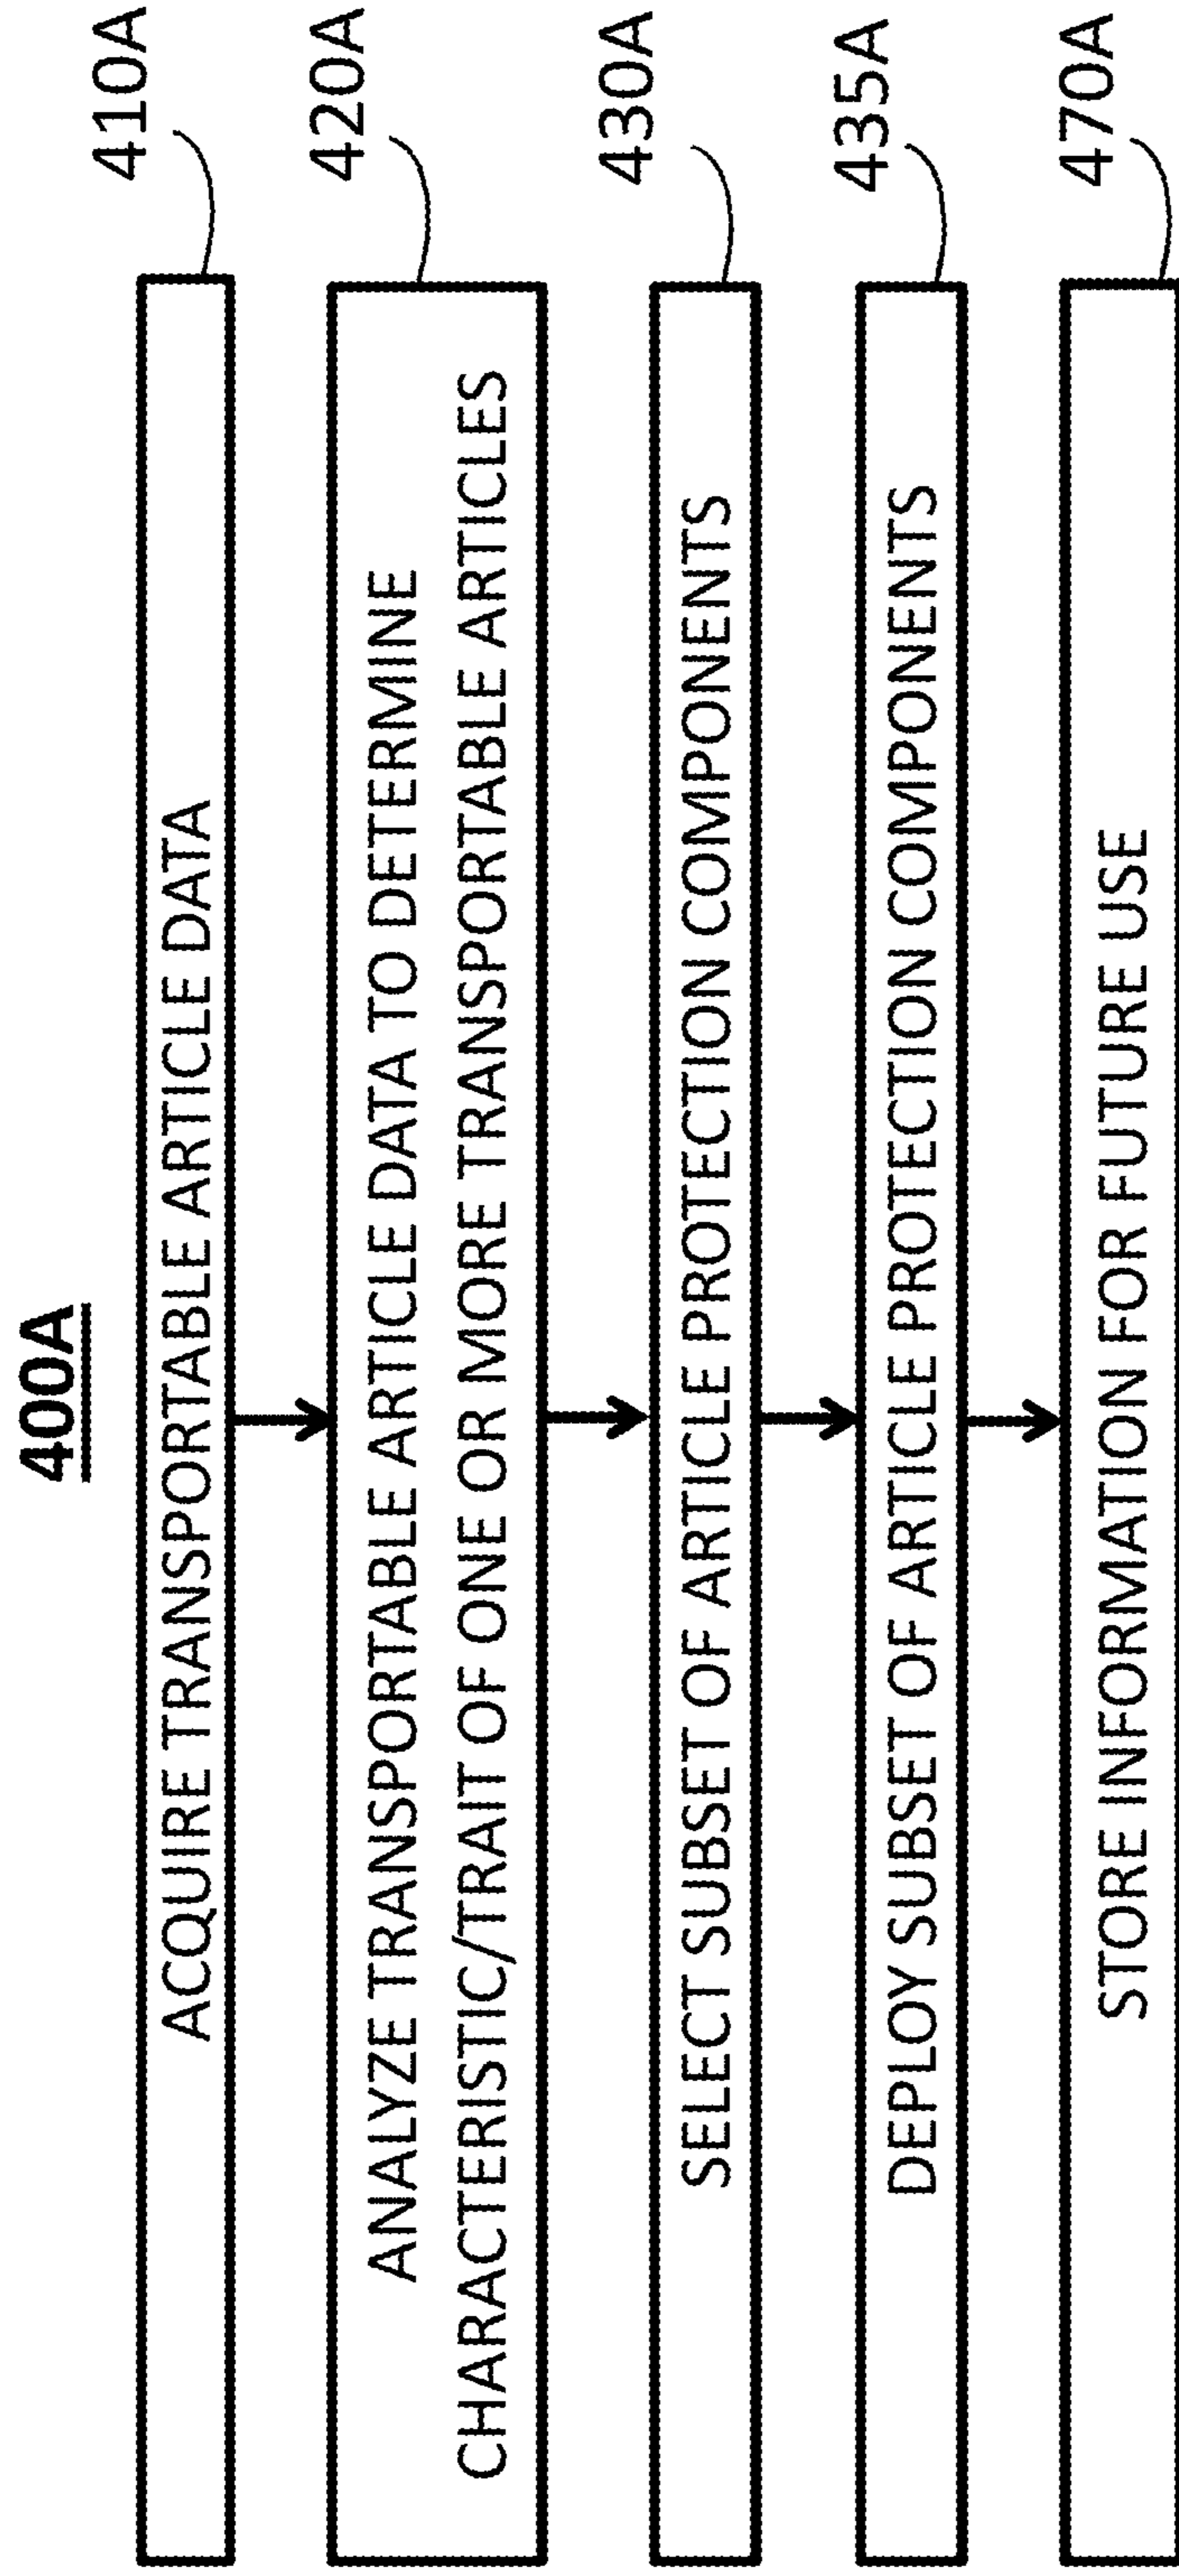 400A
ACQUIRE TRANSPORTABLE ARTICLE DATA
410A
ANALYZE TRANSPORTABLE ARTICLE DATA TO DETERMINE
CHARACTERISTIC/TRAIT OF ONE OR MORE TRANSPORTABLE ARTICLES
420A
SELECT SUBSET OF ARTICLE PROTECTION COMPONENTS
430A
DEPLOY SUBSET OF ARTICLE PROTECTION COMPONENTS
435A
STORE INFORMATION FOR FUTURE USE
470A